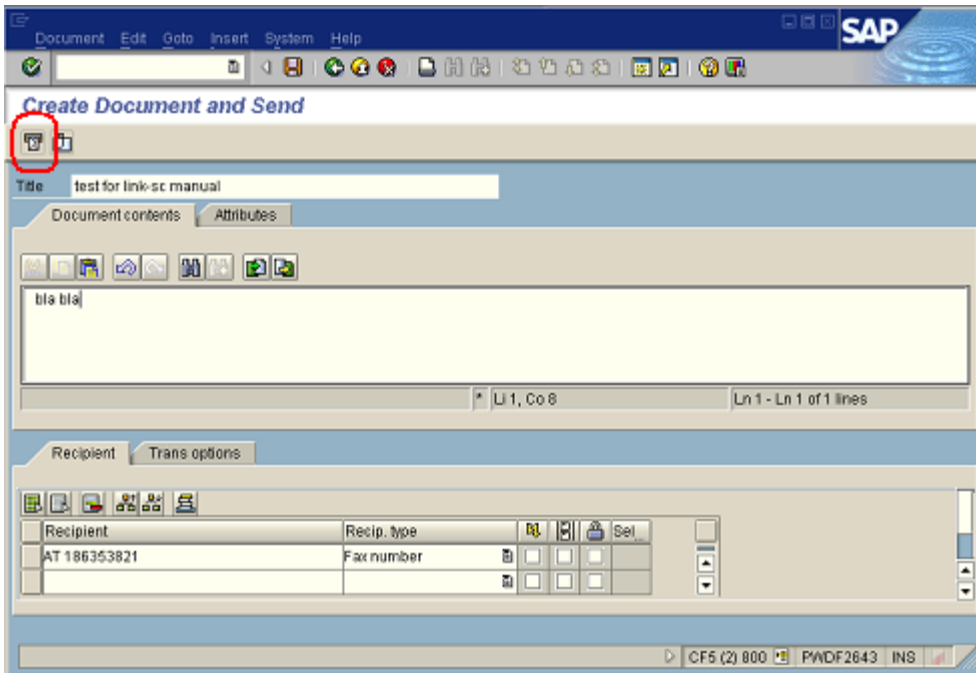 Document Edit Goto Insert System Help
SAP
Create Document and Send
Title test for link-sc manual
Document contents Attributes
bla bla
* Li 1, Co 8 Ln 1 - Ln 1 of 1 lines
Recipient Trans options
Recipient Recip. type Sel...
AT 186353821 Fax number
CF5 (2) 800 PWDF2643 INS